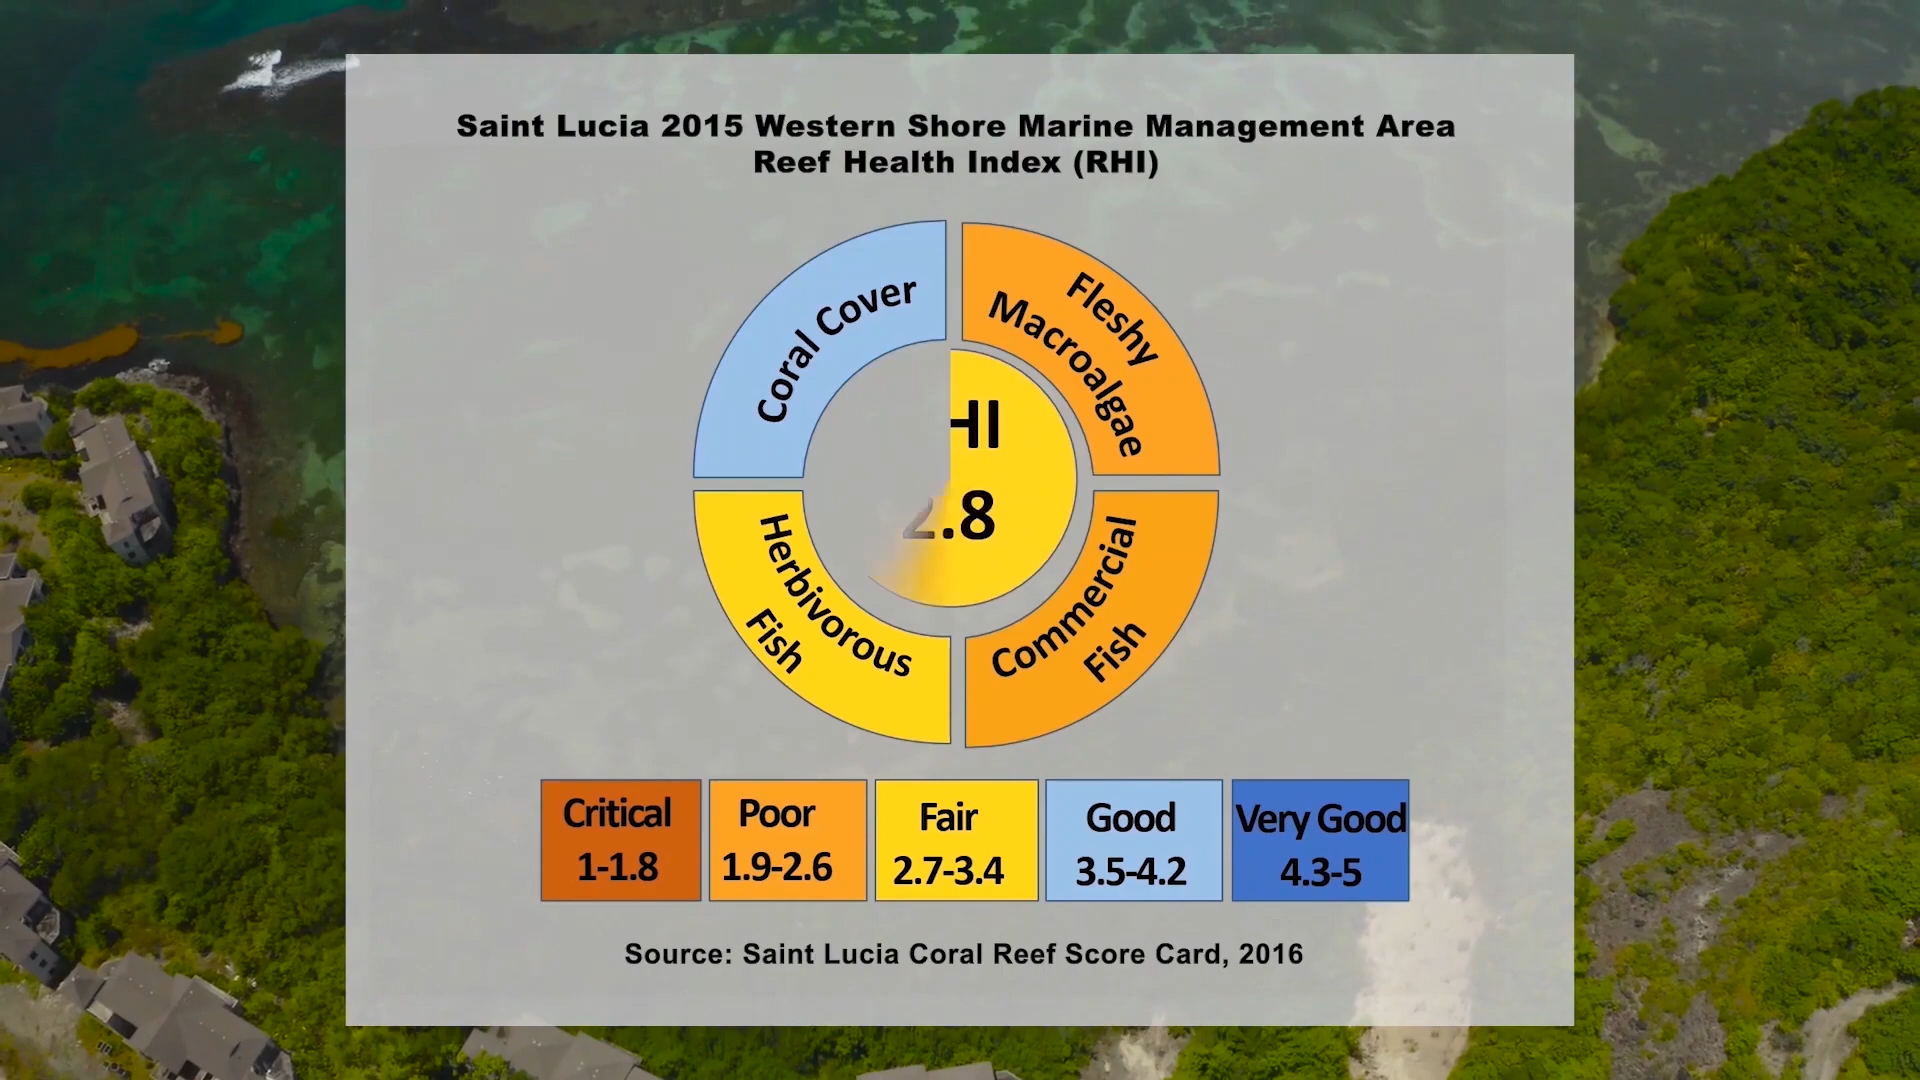 Saint Lucia 2015 Western Shore Marine Management Area
Reef Health Index (RHI)
Coral Cover
Fleshy
Macroalgae
HI
2.8
Herbivorous
Fish
Commercial
Fish
Critical
1-1.8
Poor
1.9-2.6
Fair
2.7-3.4
Good
3.5-4.2
Very Good
4.3-5
Source: Saint Lucia Coral Reef Score Card, 2016